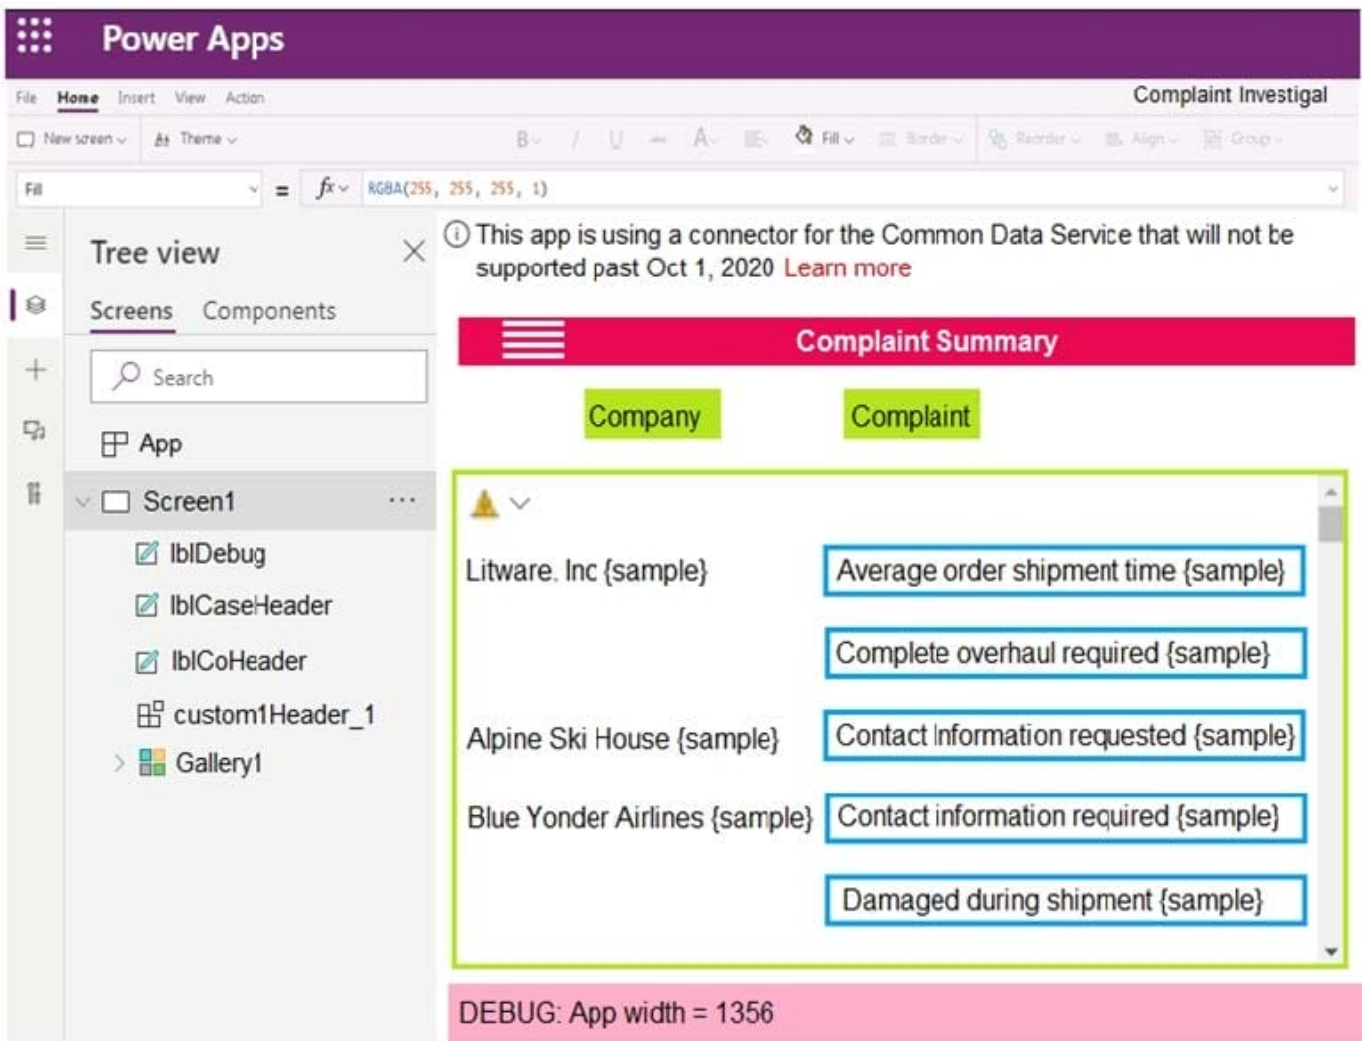 Power Apps
File Home Insert View Action Complaint Investigal
New screen Theme B I U A Fill Border Reorder Align Group
Fill = fx RGBA(255, 255, 255, 1)
Tree view
Screens Components
Search
App
Screen1
lblDebug
lblCaseHeader
lblCoHeader
custom1Header_1
Gallery1
This app is using a connector for the Common Data Service that will not be
supported past Oct 1, 2020 Learn more
Complaint Summary
Company Complaint
Litware. Inc {sample} Average order shipment time {sample}
Complete overhaul required {sample}
Alpine Ski House {sample} Contact Information requested {sample}
Blue Yonder Airlines {sample} Contact information required {sample}
Damaged during shipment {sample}
DEBUG: App width = 1356